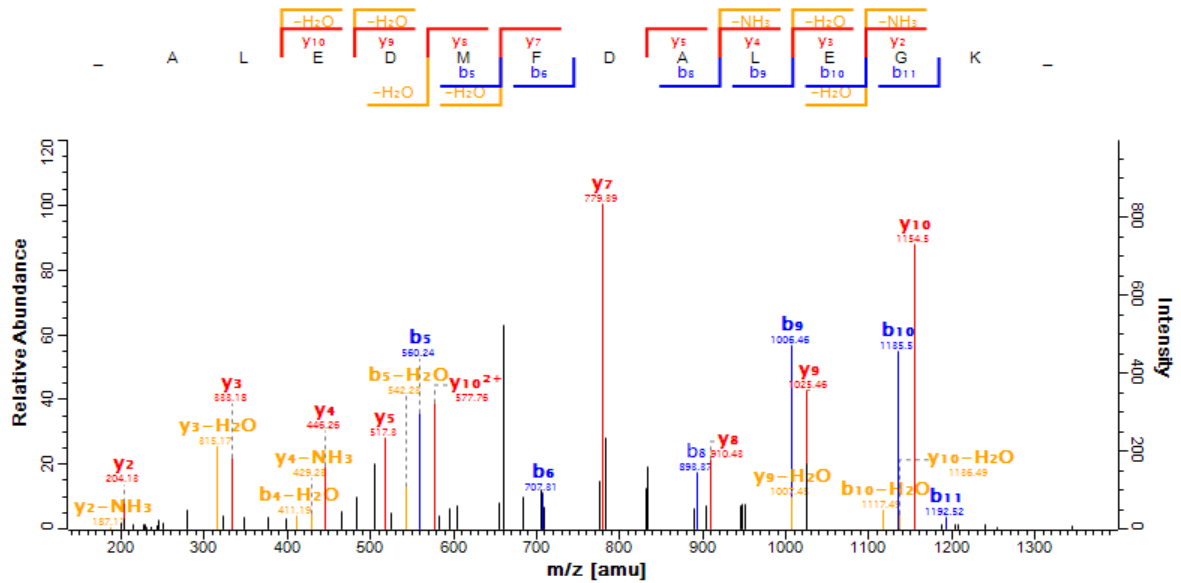 −H₂O −H₂O −NH₃ −H₂O −NH₃
y₁₀ y₉ y₈ y₇ y₅ y₄ y₃ y₂
_ A L E D M F D A L E G K _
b₅ b₆ b₈ b₉ b₁₀ b₁₁
−H₂O −H₂O −H₂O
120
100
80
60
40
20
0
Relative Abundance
800
600
400
200
0
Intensity
y₇
779.39
y₁₀
1154.5
b₉
1006.46
b₁₀
1135.5
b₅
560.24
b₅−H₂O
542.23
y₁₀²⁺
577.76
y₉
1025.46
y₃
333.18
y₄
446.26
y₅
517.3
y₃−H₂O
315.17
y₈
910.43
y₂
204.13
y₄−NH₃
429.23
b₈
893.37
y₁₀−H₂O
1136.49
y₉−H₂O
1007.45
b₄−H₂O
411.19
b₆
707.31
b₁₀−H₂O
1117.49
b₁₁
1192.52
y₂−NH₃
187.11
200 300 400 500 600 700 800 900 1000 1100 1200 1300
m/z [amu]